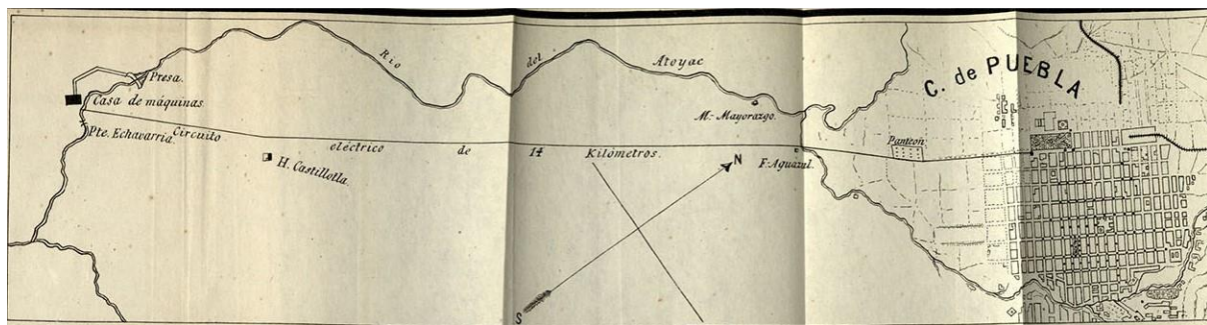 Rio del Atoyac
C. de PUEBLA
Presa.
Casa de máquinas
Pte. Echavarria.
Circuito eléctrico de 14 Kilómetros.
H. Castillotla.
M.- Mayorazgo.
F. Aguazul.
Panteon
N
S